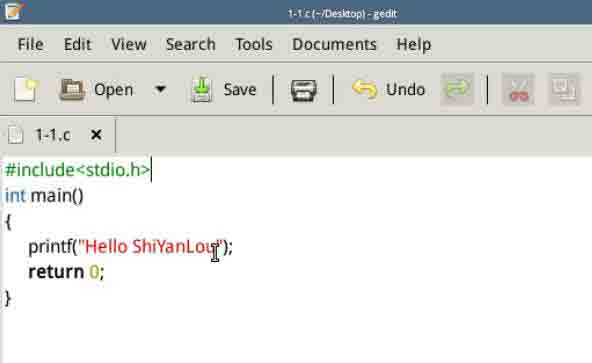 1-1.c (~/Desktop) - gedit
File Edit View Search Tools Documents Help
Open Save Undo
1-1.c
#include<stdio.h>
int main()
{
printf("Hello ShiYanLou");
return 0;
}